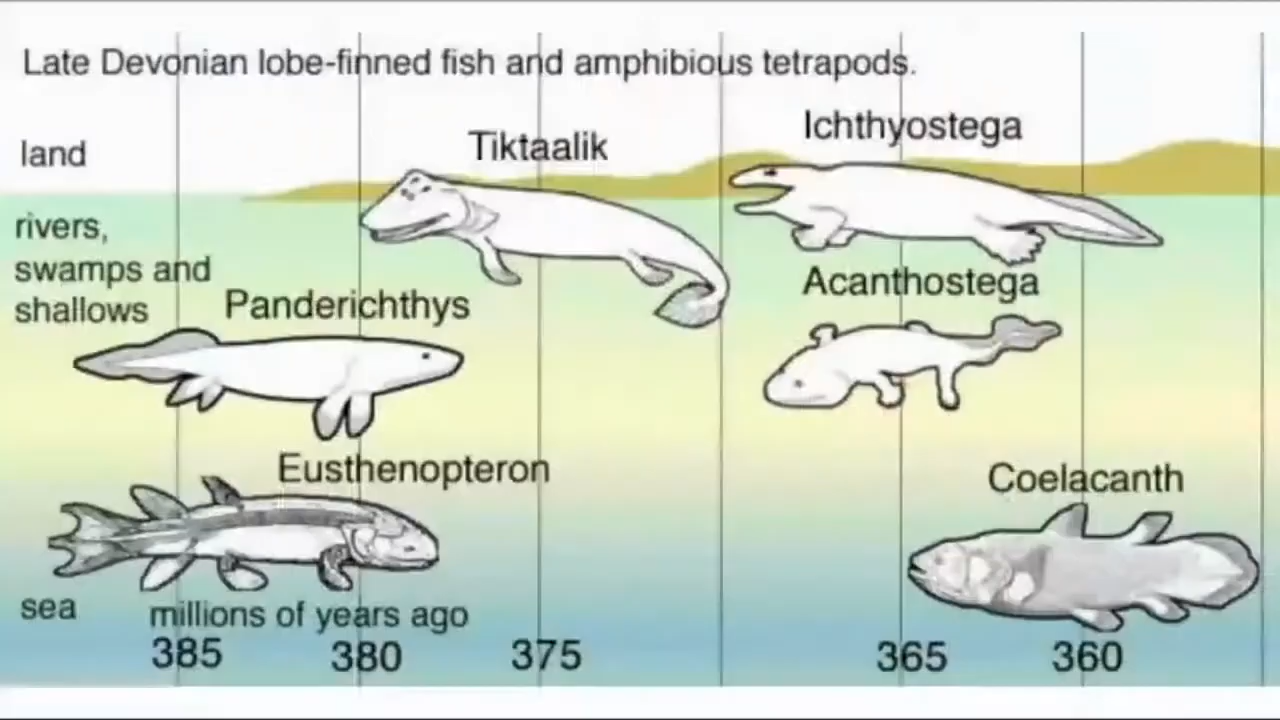 Late Devonian lobe-finned fish and amphibious tetrapods.
Ichthyostega
Tiktaalik
land
rivers,
swamps and
shallows
Acanthostega
Panderichthys
Eusthenopteron
Coelacanth
sea
millions of years ago
385 380 375 365 360